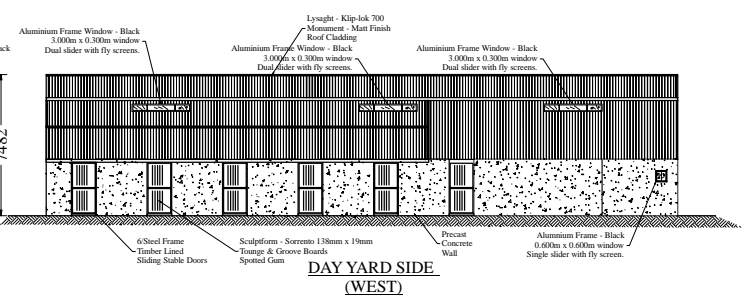 Lysaght - Klip-lok 700
Monument - Matt Finish
Roof Cladding
Aluminium Frame Window - Black
3.000m x 0.300m window
Dual slider with fly screens.
Aluminium Frame Window - Black
3.000m x 0.300m window
Dual slider with fly screens.
Aluminium Frame Window - Black
3.000m x 0.300m window
Dual slider with fly screens.
ack
7482
6/Steel Frame
Timber Lined
Sliding Stable Doors
Sculptform - Sorrento 138mm x 19mm
Tounge & Groove Boards
Spotted Gum
Precast
Concrete
Wall
Alumnium Frame - Black
0.600m x 0.600m window
Single slider with fly screen.
DAY YARD SIDE
(WEST)